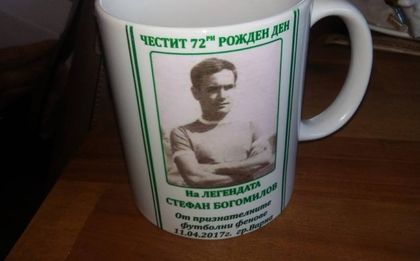 ЧЕСТИТ 72РИ РОЖДЕН ДЕН
На ЛЕГЕНДАТА
СТЕФАН БОГОМИЛОВ
От признателните
футболни фенове
11.04.2017г. гр.Варна